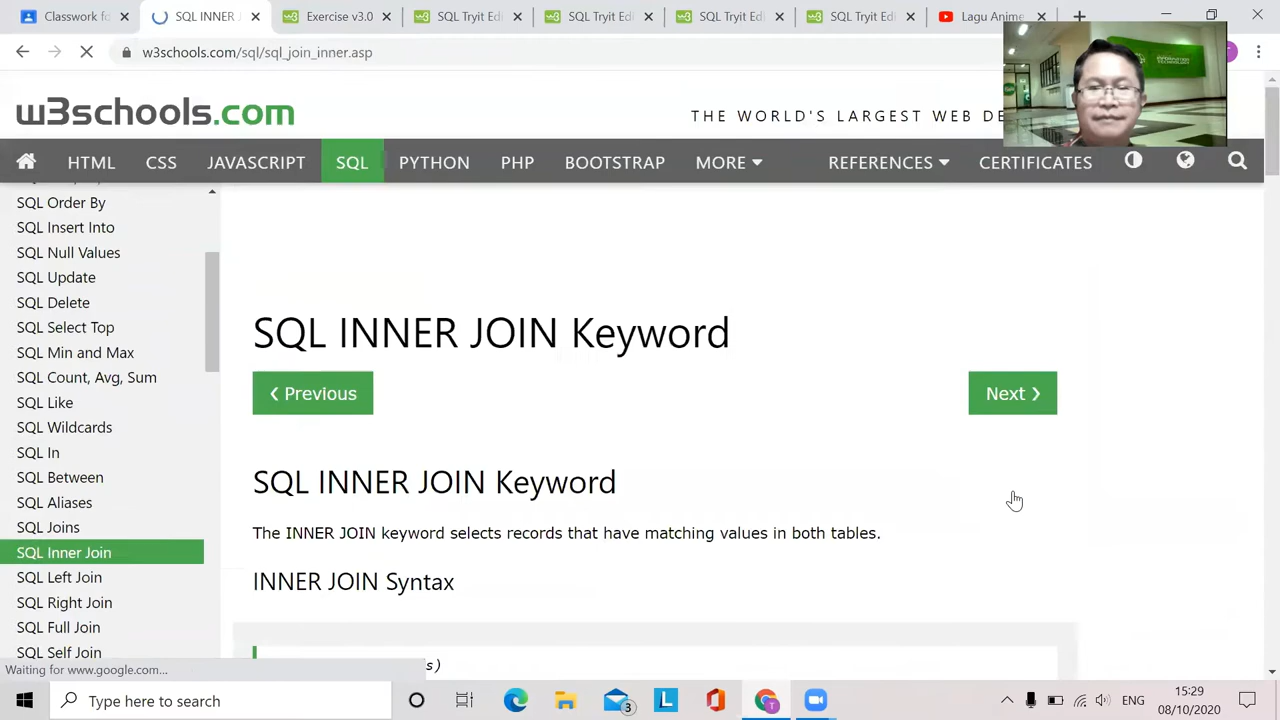 Classwork for
SQL INNER J
Exercise v3.0
SQL Tryit Edi
SQL Tryit Edi
SQL Tryit Edi
SQL Tryit Edi
Lagu Anime
w3schools.com/sql/sql_join_inner.asp
w3schools.com
THE WORLD'S LARGEST WEB DE
HTML CSS JAVASCRIPT SQL PYTHON PHP BOOTSTRAP MORE REFERENCES CERTIFICATES
SQL Order By
SQL Insert Into
SQL Null Values
SQL Update
SQL Delete
SQL Select Top
SQL Min and Max
SQL Count, Avg, Sum
SQL Like
SQL Wildcards
SQL In
SQL Between
SQL Aliases
SQL Joins
SQL Inner Join
SQL Left Join
SQL Right Join
SQL Full Join
SQL Self Join
SQL INNER JOIN Keyword
❮ Previous
Next ❯
SQL INNER JOIN Keyword
The INNER JOIN keyword selects records that have matching values in both tables.
INNER JOIN Syntax
s)
Waiting for www.google.com...
Type here to search
3
ENG
15:29
08/10/2020